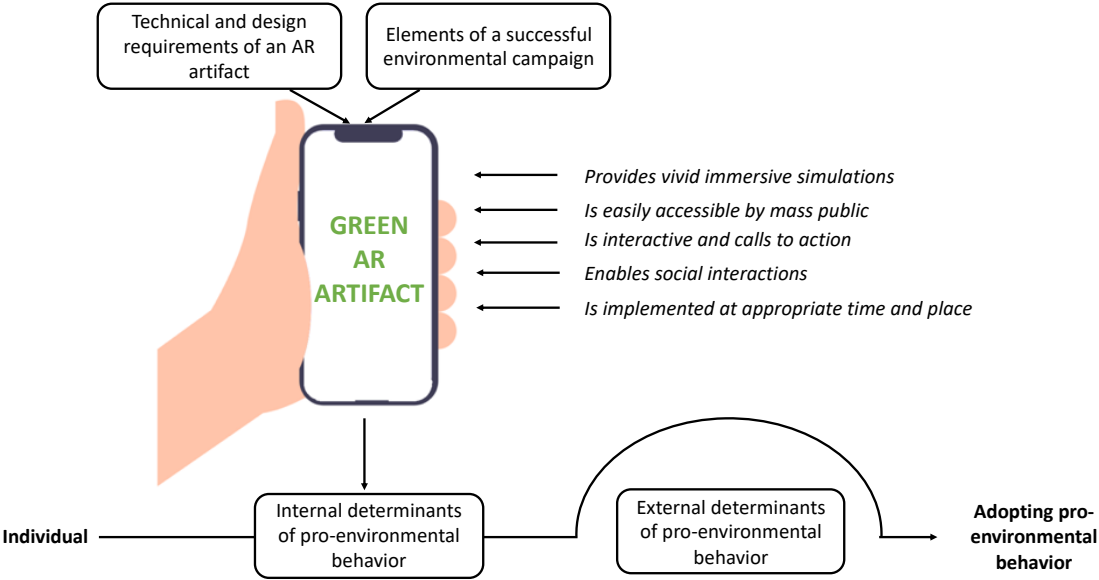 Technical and design
requirements of an AR
artifact
Elements of a successful
environmental campaign
GREEN
AR
ARTIFACT
Provides vivid immersive simulations
Is easily accessible by mass public
Is interactive and calls to action
Enables social interactions
Is implemented at appropriate time and place
Individual
Internal determinants
of pro-environmental
behavior
External determinants
of pro-environmental
behavior
Adopting pro-
environmental
behavior